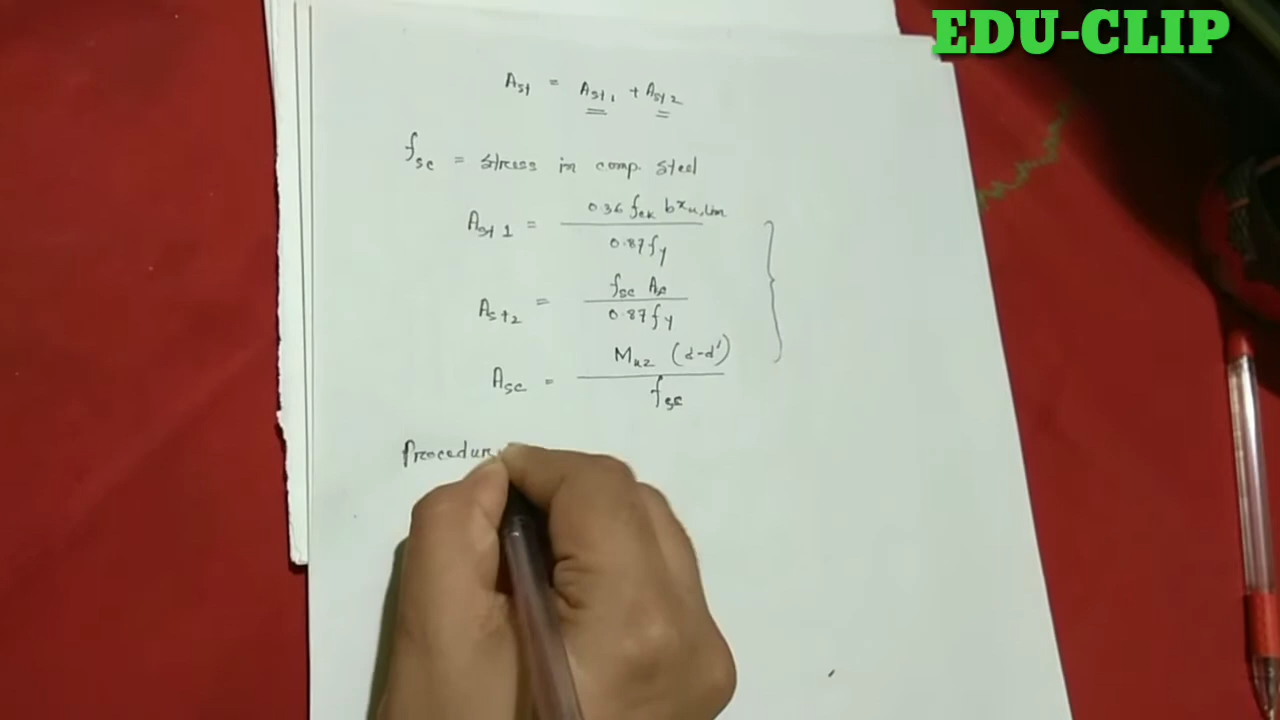 EDU-CLIP
Ast = Ast1 + Ast2
fsc = stress in comp. steel
Ast1 = 0.36 fck b xu,lim
0.87 fy
Ast2 = fsc Asc
0.87 fy
Asc = Mu2 (d-d')
fsc
Procedur